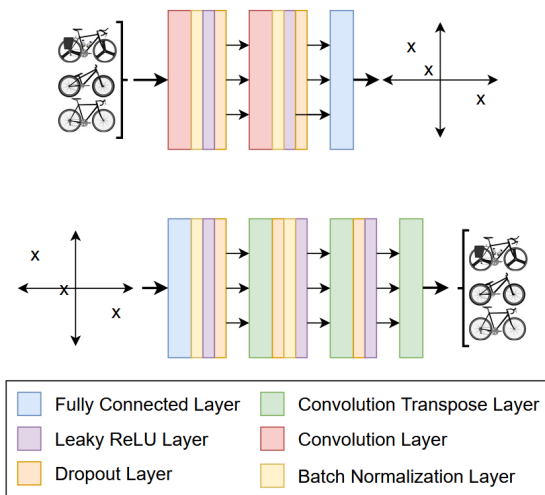 x
x
x
x
x
x
Fully Connected Layer
Convolution Transpose Layer
Leaky ReLU Layer
Convolution Layer
Dropout Layer
Batch Normalization Layer